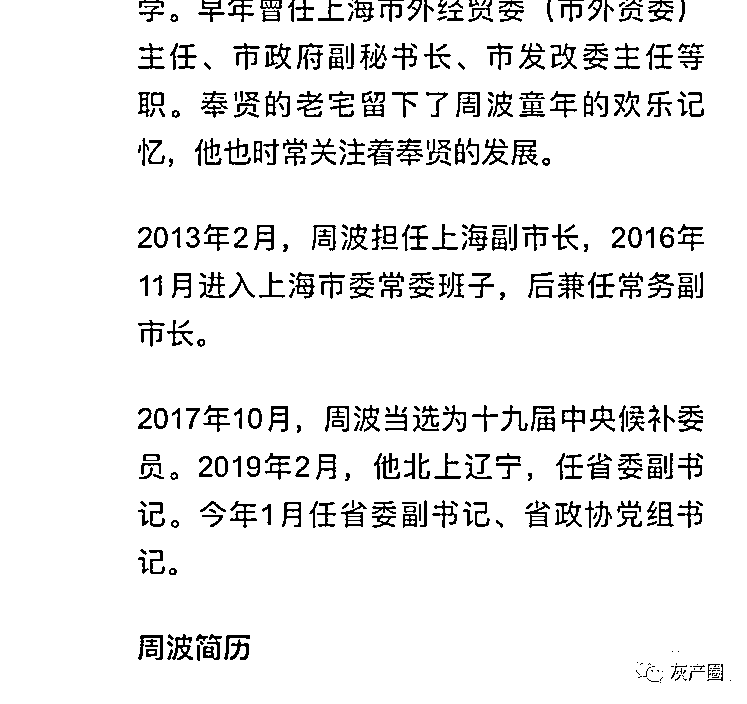 学。早年曾任上海市外经贸委（市外资委）
主任、市政府副秘书长、市发改委主任等
职。奉贤的老宅留下了周波童年的欢乐记
忆，他也时常关注着奉贤的发展。
2013年2月，周波担任上海副市长，2016年
11月进入上海市委常委班子，后兼任常务副
市长。
2017年10月，周波当选为十九届中央候补委
员。2019年2月，他北上辽宁，任省委副书
记。今年1月任省委副书记、省政协党组书
记。
周波简历
灰产圈